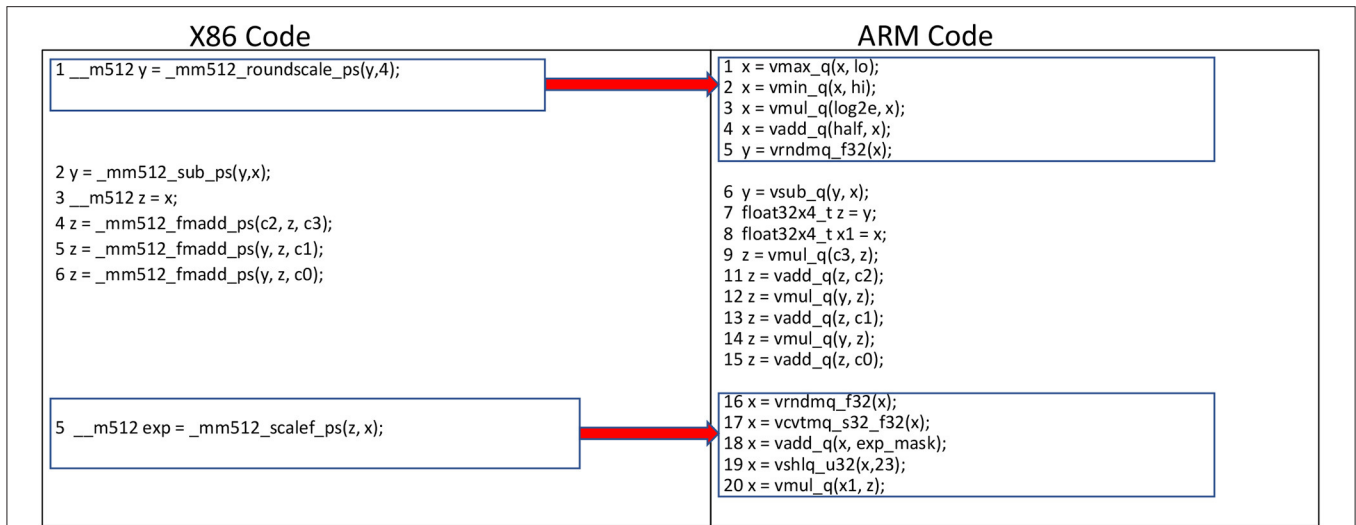 X86 Code
1 __m512 y = _mm512_roundscale_ps(y,4);
2 y = _mm512_sub_ps(y,x);
3 __m512 z = x;
4 z = _mm512_fmadd_ps(c2, z, c3);
5 z = _mm512_fmadd_ps(y, z, c1);
6 z = _mm512_fmadd_ps(y, z, c0);
5 __m512 exp = _mm512_scalef_ps(z, x);
ARM Code
1 x = vmax_q(x, lo);
2 x = vmin_q(x, hi);
3 x = vmul_q(log2e, x);
4 x = vadd_q(half, x);
5 y = vrndmq_f32(x);
6 y = vsub_q(y, x);
7 float32x4_t z = y;
8 float32x4_t x1 = x;
9 z = vmul_q(c3, z);
11 z = vadd_q(z, c2);
12 z = vmul_q(y, z);
13 z = vadd_q(z, c1);
14 z = vmul_q(y, z);
15 z = vadd_q(z, c0);
16 x = vrndmq_f32(x);
17 x = vcvtmq_s32_f32(x);
18 x = vadd_q(x, exp_mask);
19 x = vshlq_u32(x,23);
20 x = vmul_q(x1, z);